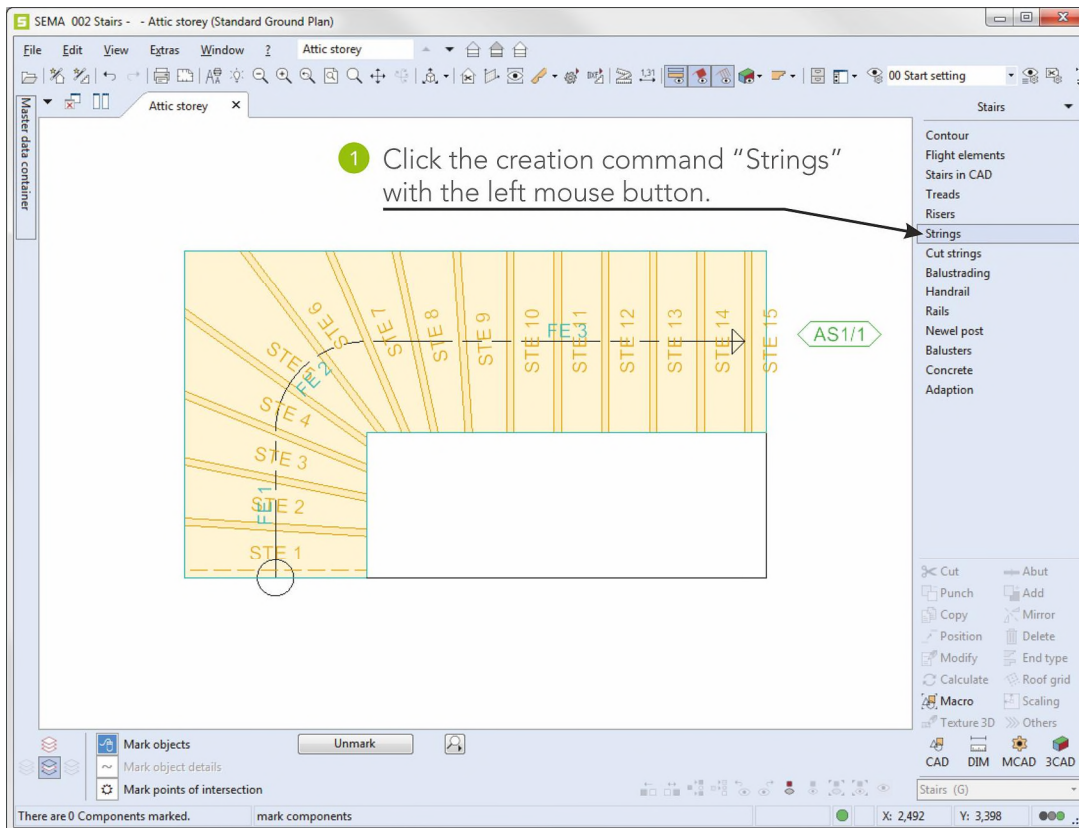 S SEMA 002 Stairs - - Attic storey (Standard Ground Plan)
File Edit View Extras Window ? Attic storey
1,31 00 Start setting
Master data container
Attic storey ×
Stairs
1 Click the creation command “Strings”
with the left mouse button.
Contour
Flight elements
Stairs in CAD
Treads
Risers
Strings
Cut strings
Balustrading
Handrail
Rails
Newel post
Balusters
Concrete
Adaption
STE 1
STE 2
STE 3
STE 4
STE 5
STE 6
STE 7
STE 8
STE 9
STE 10
STE 11
STE 12
STE 13
STE 14
STE 15
FE 1
FE 2
FE 3
AS1/1
Cut Abut
Punch Add
Copy Mirror
Position Delete
Modify End type
Calculate Roof grid
Macro Scaling
Texture 3D Others
CAD DIM MCAD 3CAD
Stairs (G)
Mark objects Unmark
Mark object details
Mark points of intersection
There are 0 Components marked. mark components X: 2,492 Y: 3,398